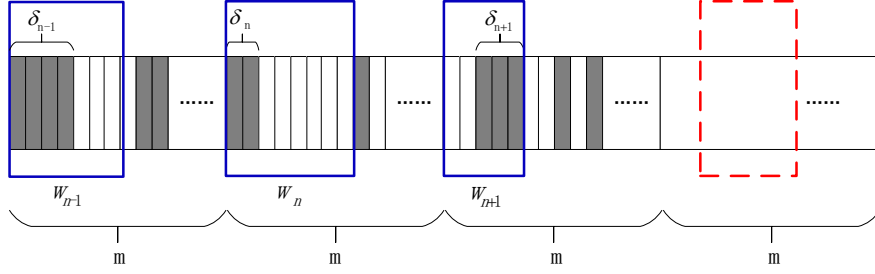 δn-1 δn δn+1
...... ...... ...... ......
Wn-1 Wn Wn+1
m m m m